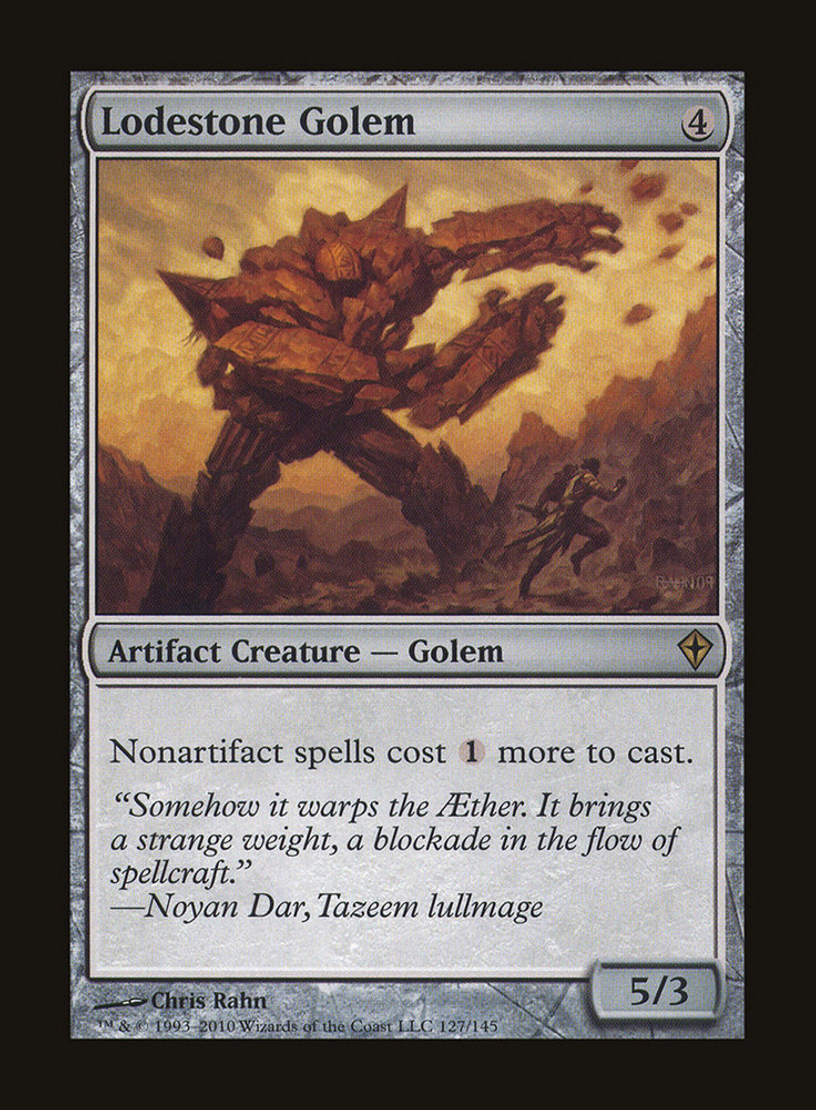 Lodestone Golem 4
RAHN 09
Artifact Creature — Golem
Nonartifact spells cost 1 more to cast.
“Somehow it warps the Æther. It brings
a strange weight, a blockade in the flow of
spellcraft.”
—Noyan Dar, Tazeem lullmage
5/3
Chris Rahn
™ & © 1993–2010 Wizards of the Coast LLC 127/145